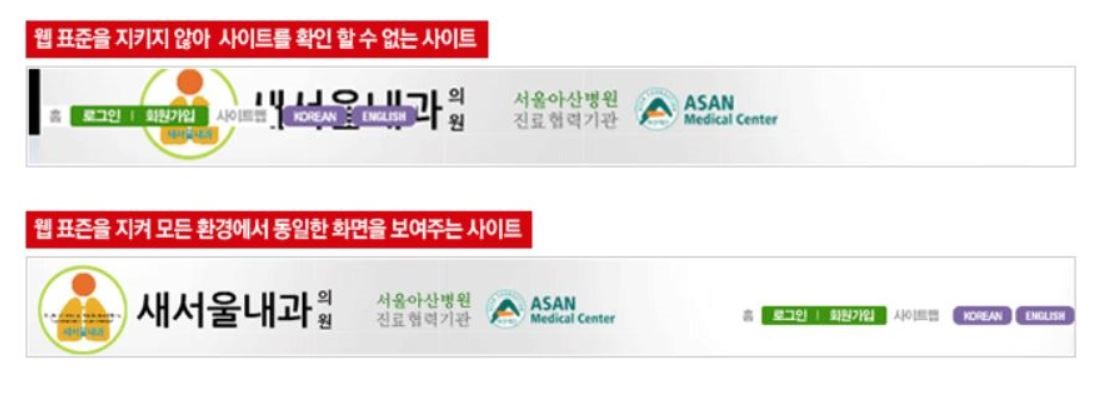 웹 표준을 지키지 않아 사이트를 확인 할 수 없는 사이트
홈 로그인 | 회원가입 사이트맵 KOREAN ENGLISH
새서울내과 의원
새서울내과
서울아산병원
진료협력기관
ASAN
Medical Center
웹 표즌을 지켜 모든 환경에서 동일한 화면을 보여주는 사이트
새서울내과
새서울내과 의원
서울아산병원
진료협력기관
ASAN
Medical Center
홈 로그인 | 회원가입 사이트맵 KOREAN ENGLISH